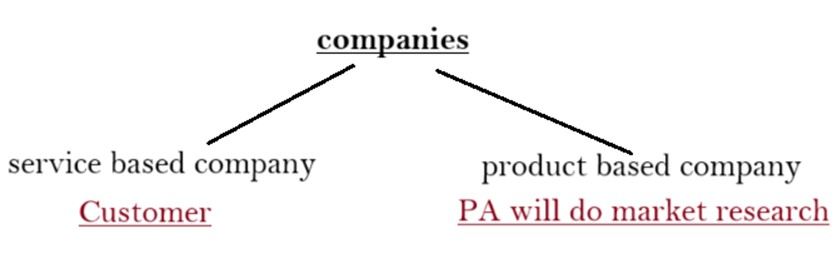 companies
service based company
Customer
product based company
PA will do market research